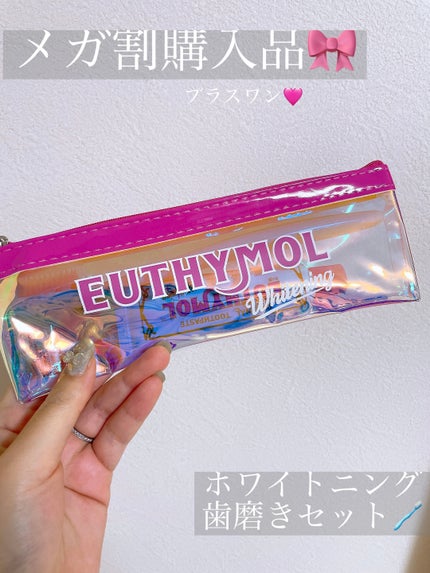 メガ割購入品🎀
プラスワン🩷
EUTHYMOL
Whitening
TOOTHPASTE
ホワイトニング
歯磨きセット🪥